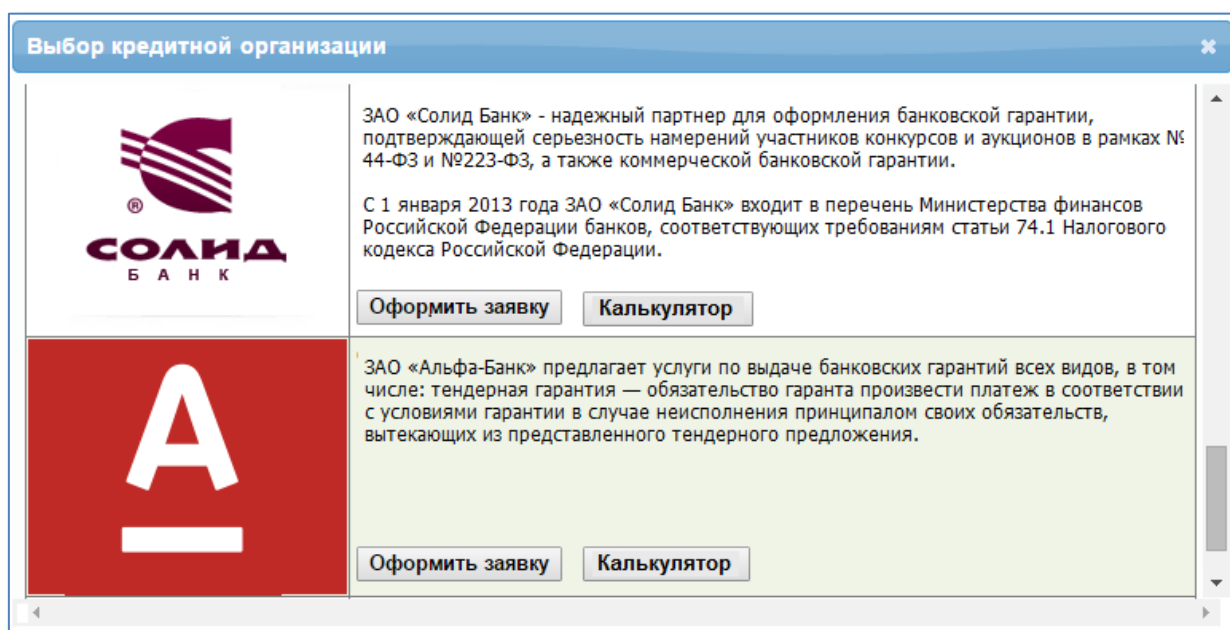 Выбор кредитной организации
ЗАО «Солид Банк» - надежный партнер для оформления банковской гарантии,
подтверждающей серьезность намерений участников конкурсов и аукционов в рамках №
44-ФЗ и №223-ФЗ, а также коммерческой банковской гарантии.
С 1 января 2013 года ЗАО «Солид Банк» входит в перечень Министерства финансов
Российской Федерации банков, соответствующих требованиям статьи 74.1 Налогового
кодекса Российской Федерации.
®
СОЛИД
БАНК
Оформить заявку
Калькулятор
ЗАО «Альфа-Банк» предлагает услуги по выдаче банковских гарантий всех видов, в том
числе: тендерная гарантия — обязательство гаранта произвести платеж в соответствии
с условиями гарантии в случае неисполнения принципалом своих обязательств,
вытекающих из представленного тендерного предложения.
А
Оформить заявку
Калькулятор